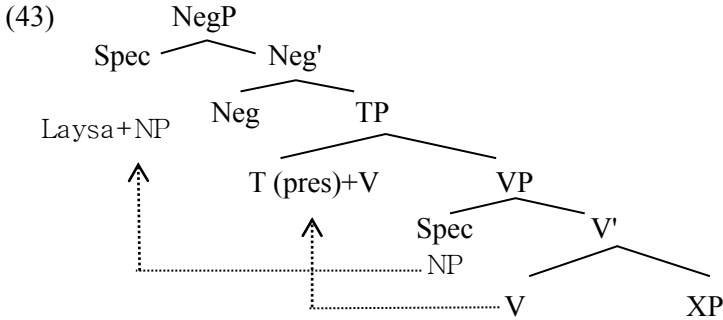 (43) NegP
Spec Neg'
Neg TP
Laysa+NP
T (pres)+V VP
Spec V'
NP
V XP